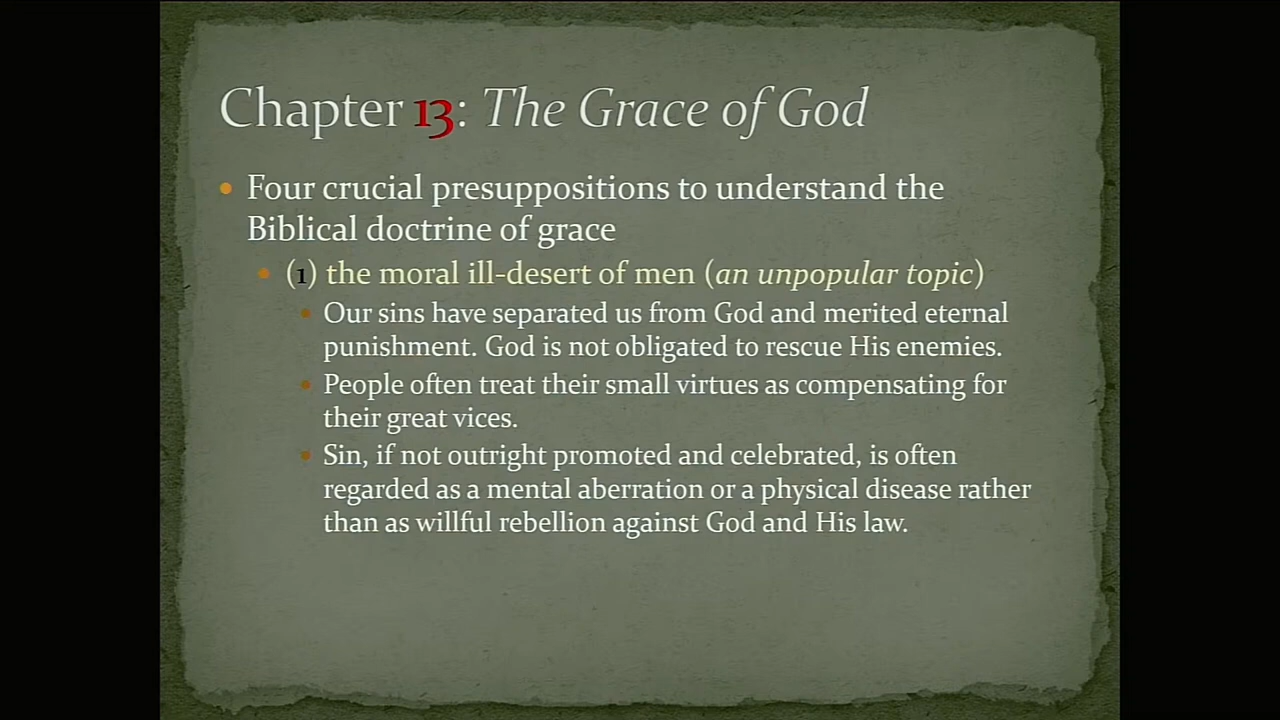 Chapter 13: The Grace of God
Four crucial presuppositions to understand the
Biblical doctrine of grace
(1) the moral ill-desert of men (an unpopular topic)
Our sins have separated us from God and merited eternal
punishment. God is not obligated to rescue His enemies.
People often treat their small virtues as compensating for
their great vices.
Sin, if not outright promoted and celebrated, is often
regarded as a mental aberration or a physical disease rather
than as willful rebellion against God and His law.